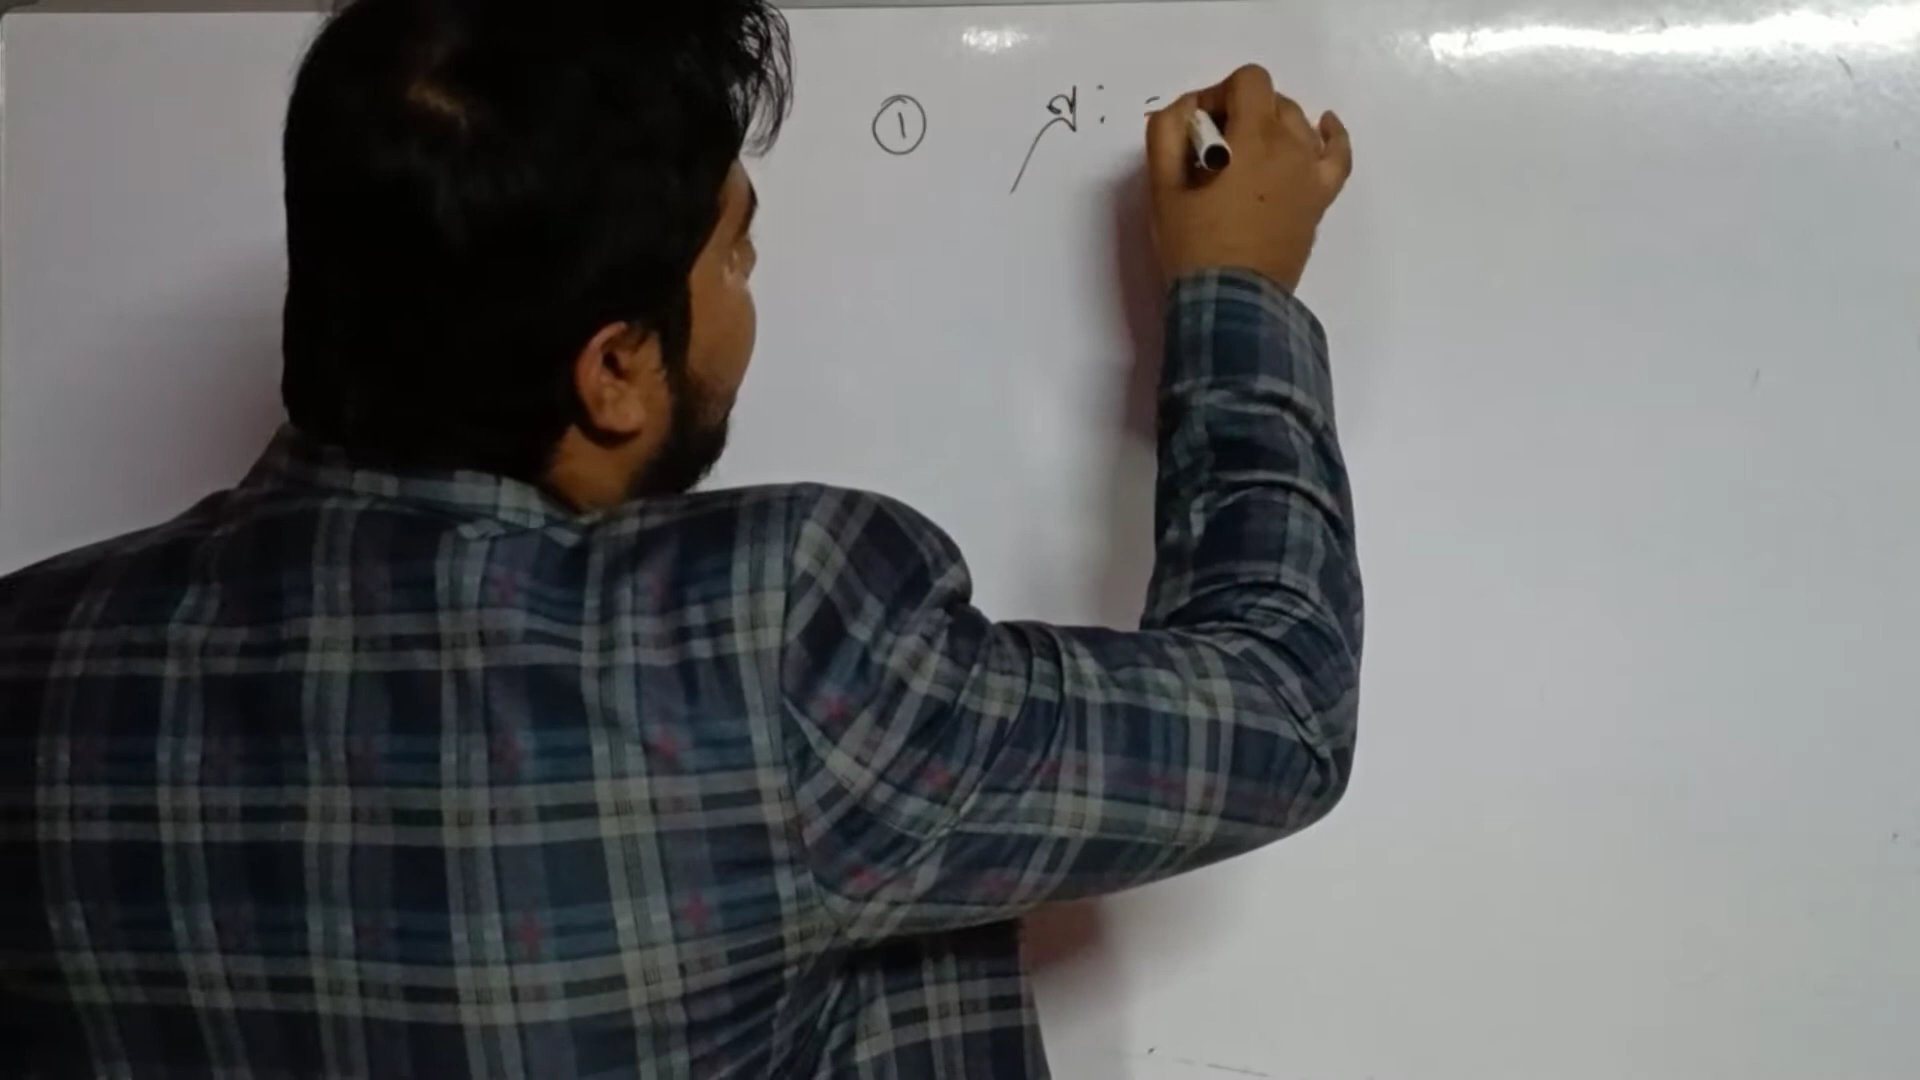 ① খ: =